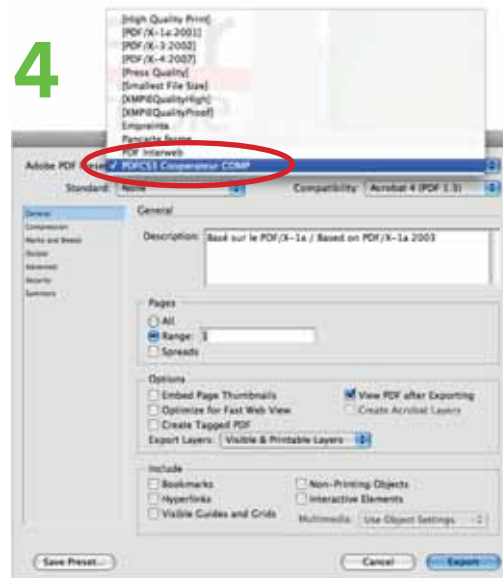 4
[High Quality Print]
[PDF/X-1a:2001]
[PDF/X-3:2002]
[PDF/X-4:2007]
[Press Quality]
[Smallest File Size]
[XMPIEQualityHigh]
[XMPIEQualityProof]
Empreinte
Pancarte ferme
PDF Interweb
Adobe PDF Preset ✓ PDFCS3 Cooperateur COMP
Standard: None Compatibility: Acrobat 4 (PDF 1.3)
General General
Compression
Marks and Bleeds
Output
Advanced
Security
Summary
Description: Basé sur le PDF/X-1a / Based on PDF/X-1a 2003
Pages
All
Range: 1
Spreads
Options
Embed Page Thumbnails View PDF after Exporting
Optimize for Fast Web View Create Acrobat Layers
Create Tagged PDF
Export Layers: Visible & Printable Layers
Include
Bookmarks Non-Printing Objects
Hyperlinks Interactive Elements
Visible Guides and Grids Multimedia: Use Object Settings
Save Preset... Cancel Export